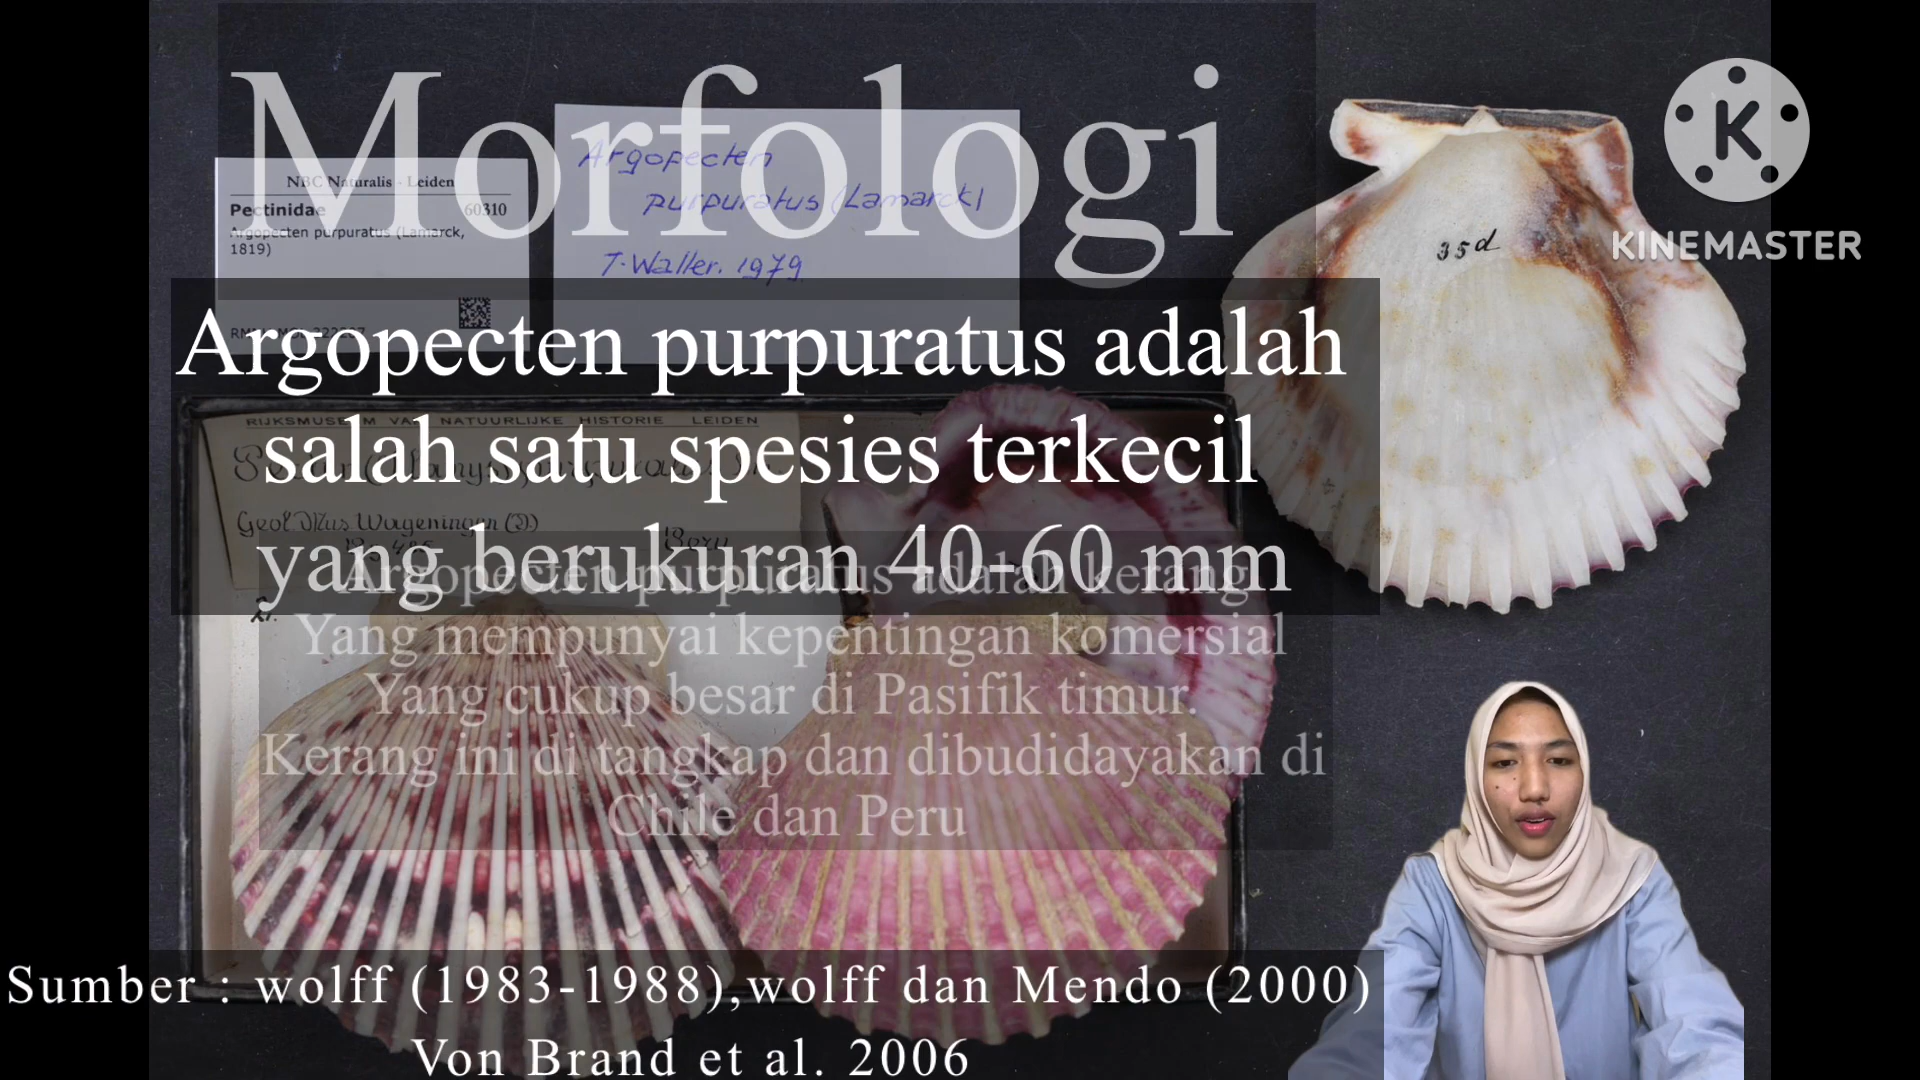 Morfologi
NBC Naturalis - Leiden
Pectinidae 60310
Argopecten purpuratus (Lamarck,
1819)
Argopecten
purpuratus (Lamarck)
T. Waller. 1979
35d
KINEMASTER
Argopecten purpuratus adalah
salah satu spesies terkecil
yang berukuran 40-60 mm
RIJKSMUSEUM VAN NATUURLIJKE HISTORIE LEIDEN
Geol. Mus. Wageningen
Peru
Argopecten purpuratus adalah kerang
Yang mempunyai kepentingan komersial
Yang cukup besar di Pasifik timur.
Kerang ini di tangkap dan dibudidayakan di
Chile dan Peru
Sumber : wolff (1983-1988),wolff dan Mendo (2000)
Von Brand et al. 2006